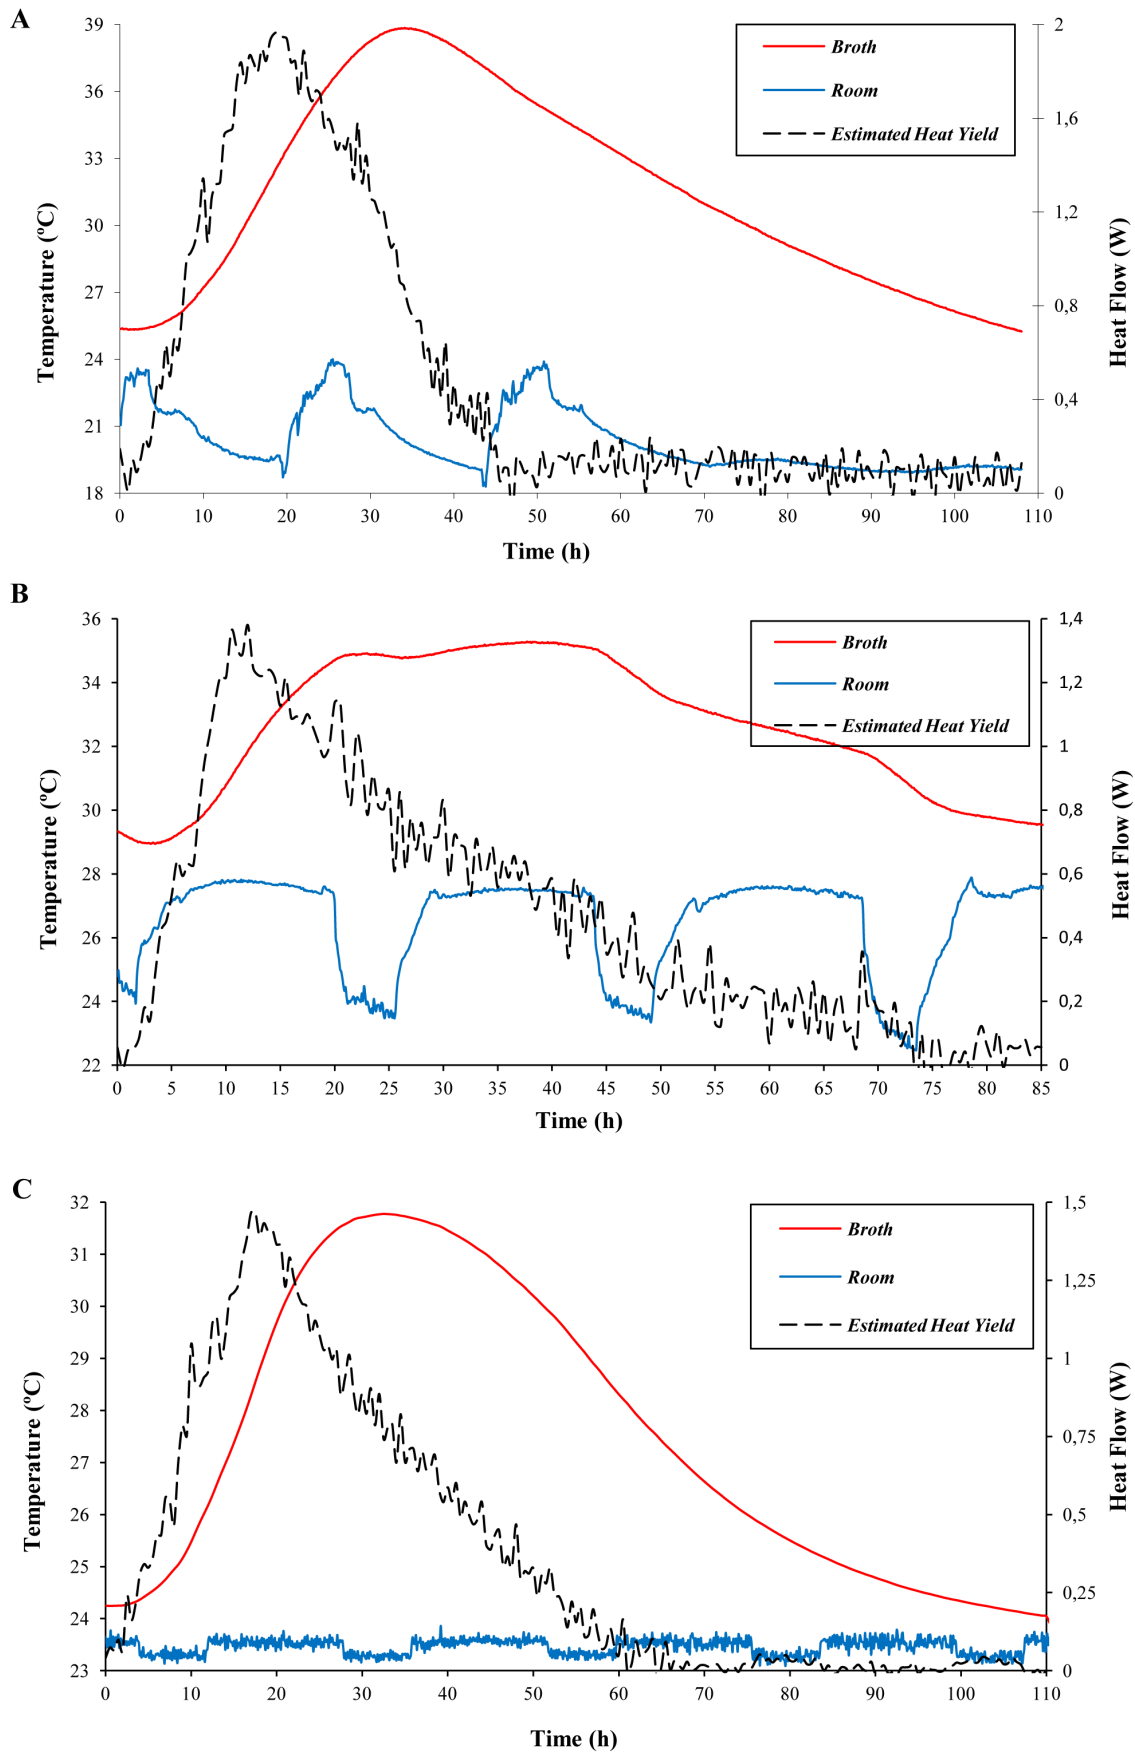 A
39
36
33
30
27
24
21
18
Temperature (ºC)
0 10 20 30 40 50 60 70 80 90 100 110
Time (h)
2
1,6
1,2
0,8
0,4
0
Heat Flow (W)
Broth
Room
Estimated Heat Yield
B
36
34
32
30
28
26
24
22
Temperature (ºC)
0 5 10 15 20 25 30 35 40 45 50 55 60 65 70 75 80 85
Time (h)
1,4
1,2
1
0,8
0,6
0,4
0,2
0
Heat Flow (W)
Broth
Room
Estimated Heat Yield
C
32
31
30
29
28
27
26
25
24
23
Temperature (ºC)
0 10 20 30 40 50 60 70 80 90 100 110
Time (h)
1,5
1,25
1
0,75
0,5
0,25
0
Heat Flow (W)
Broth
Room
Estimated Heat Yield